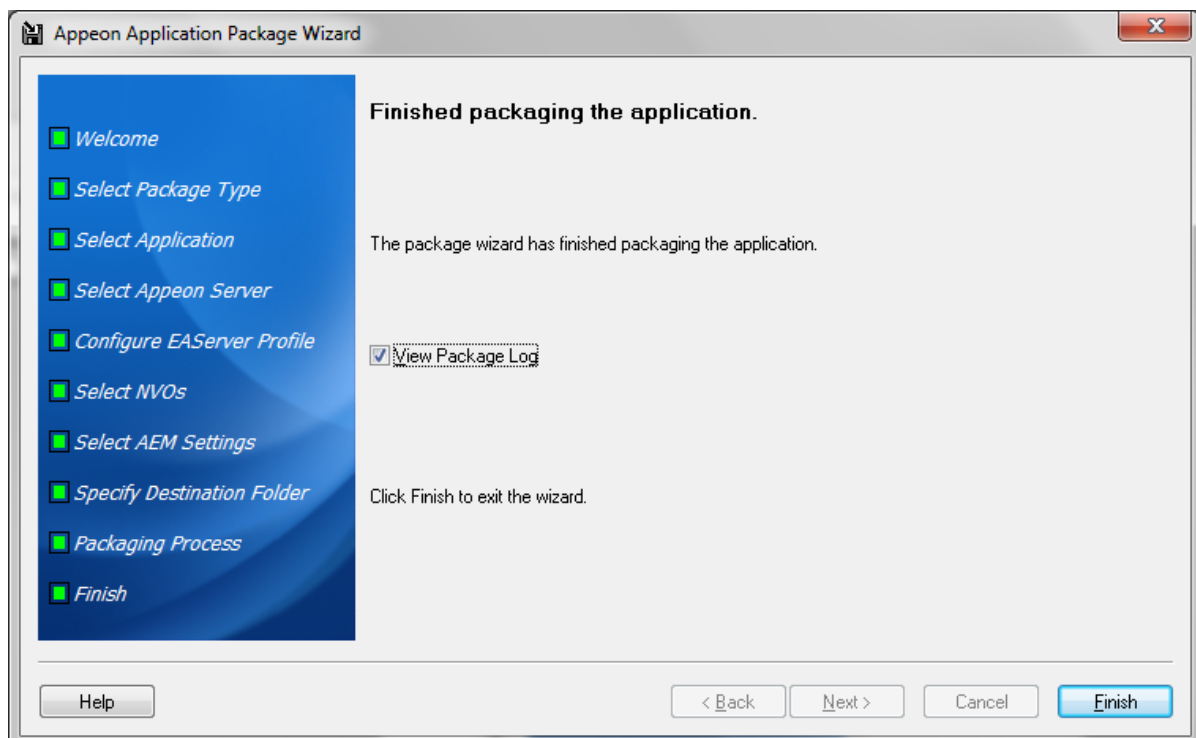 Appeon Application Package Wizard
Welcome
Select Package Type
Select Application
Select Appeon Server
Configure EAServer Profile
Select NVOs
Select AEM Settings
Specify Destination Folder
Packaging Process
Finish
Finished packaging the application.
The package wizard has finished packaging the application.
View Package Log
Click Finish to exit the wizard.
Help
< Back
Next >
Cancel
Finish